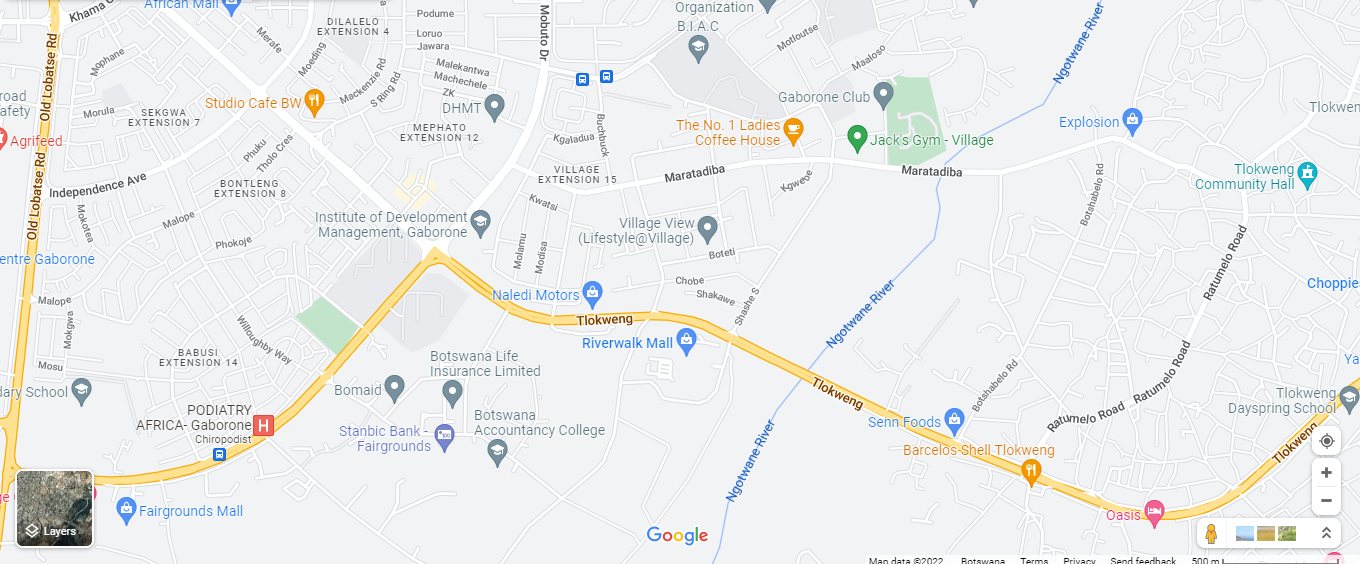 African Mall
Khama C
Podume
Organization
B.I.A.C
DILALELO
EXTENSION 4
Loruo
Jawara
Merafe
Moeding
Mophane
Mobuto Dr
Motloutse
Maaloso
Ngotwane River
Old Lobatse Rd
Malekantwa
Machechele
ZK
Mackenzie Rd
S Ring Rd
Studio Cafe BW
DHMT
Gaborone Club
road
afety
Morula
SEKGWA
EXTENSION 7
MEPHATO
EXTENSION 12
Buchbuck
Kgaladua
The No. 1 Ladies
Coffee House
Jack's Gym - Village
Explosion
Tlokwen
Agrifeed
Phuku
Tholo Cres
VILLAGE
EXTENSION 15
Maratadiba
Maratadiba
Kgwebe
Tlokweng
Community Hall
Independence Ave
BONTLENG
EXTENSION 8
Old Lobatse Rd
Mokotea
Malope
Phokoje
Kwatsi
Botshabelo Rd
Institute of Development
Management, Gaborone
Village View
(Lifestyle@Village)
Molamu
Modisa
Boteti
Ratumelo Road
entre Gaborone
Chobe
Shakawe
Shashe S
Choppies
Naledi Motors
Malope
Mokgwa
Willoughby Way
Tlokweng
Ngotwane River
Riverwalk Mall
BABUSI
EXTENSION 14
Mosu
Botswana Life
Insurance Limited
Ya
dary School
Bomaid
Tlokweng
Botshabelo Rd
Ratumelo Road
Ratumelo Road
Tlokweng
Dayspring School
PODIATRY
AFRICA- Gaborone
Chiropodist
Botswana
Accountancy College
Stanbic Bank -
Fairgrounds
Senn Foods
Barcelos Shell Tlokweng
Tlokweng
Ngotwane River
Fairgrounds Mall
Oasis
Layers
Google
Map data ©2022
Botswana
Terms
Privacy
Send feedback
500 m